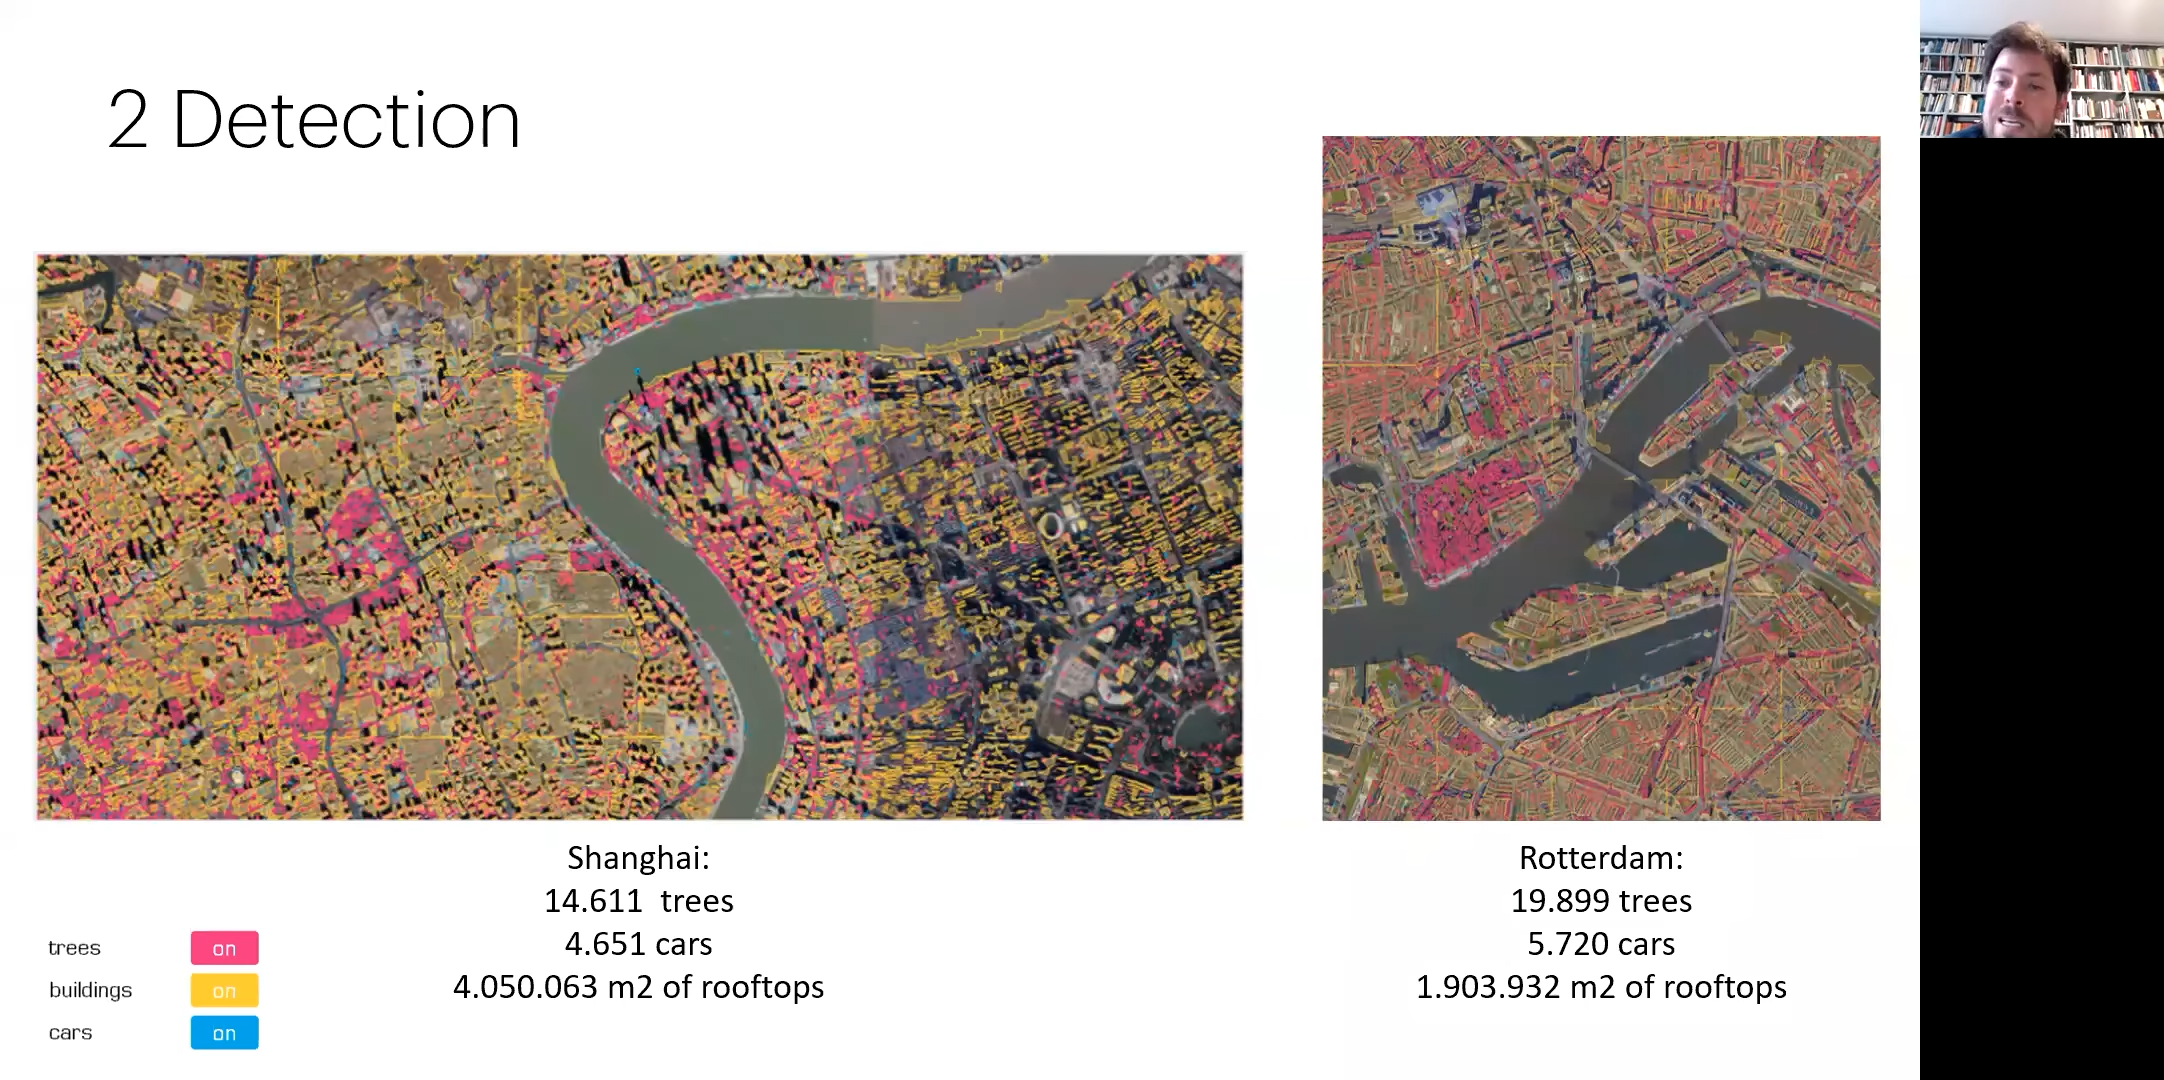 2 Detection
Shanghai:
14.611 trees
4.651 cars
4.050.063 m2 of rooftops
Rotterdam:
19.899 trees
5.720 cars
1.903.932 m2 of rooftops
trees on
buildings on
cars on